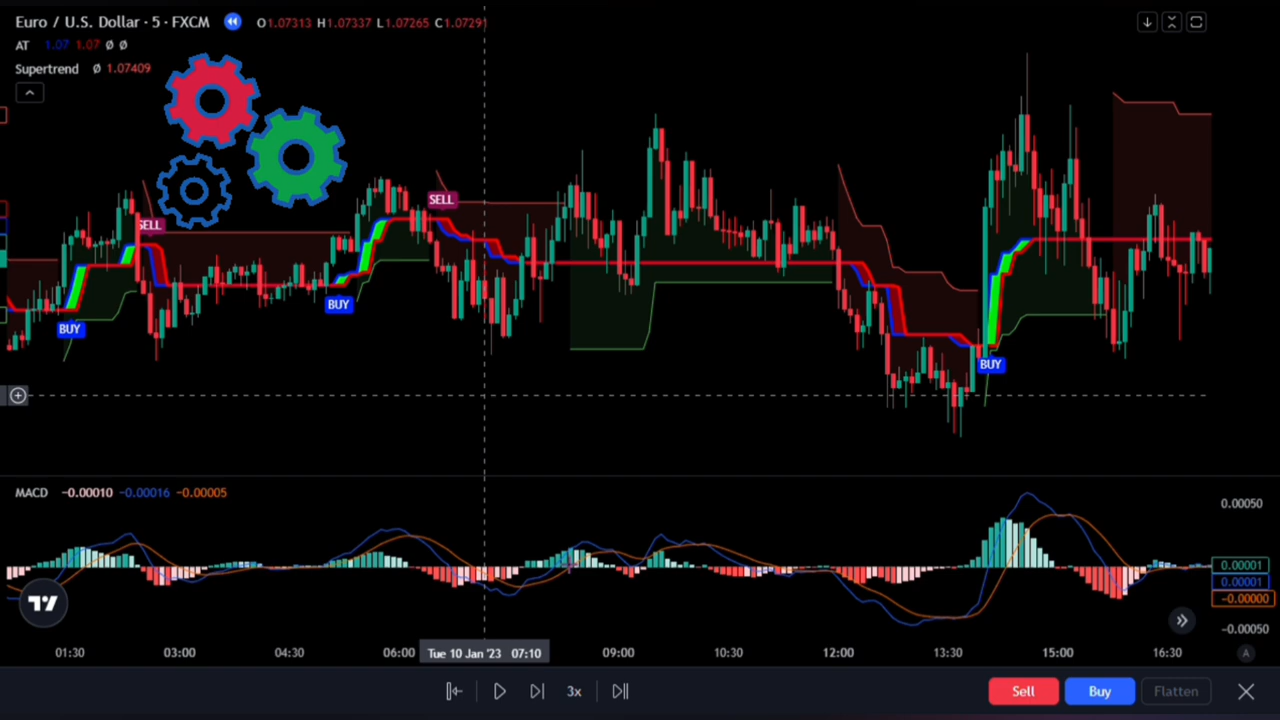 Euro / U.S. Dollar · 5 · FXCM O1.07313 H1.07337 L1.07265 C1.07291
AT 1.07 1.07 Ø Ø
Supertrend Ø 1.07409
SELL
SELL
BUY
BUY
BUY
MACD −0.00010 −0.00016 −0.00005
0.00050
0.00001
0.00001
−0.00000
−0.00050
01:30 03:00 04:30 06:00 Tue 10 Jan '23 07:10 09:00 10:30 12:00 13:30 15:00 16:30 A
3x Sell Buy Flatten